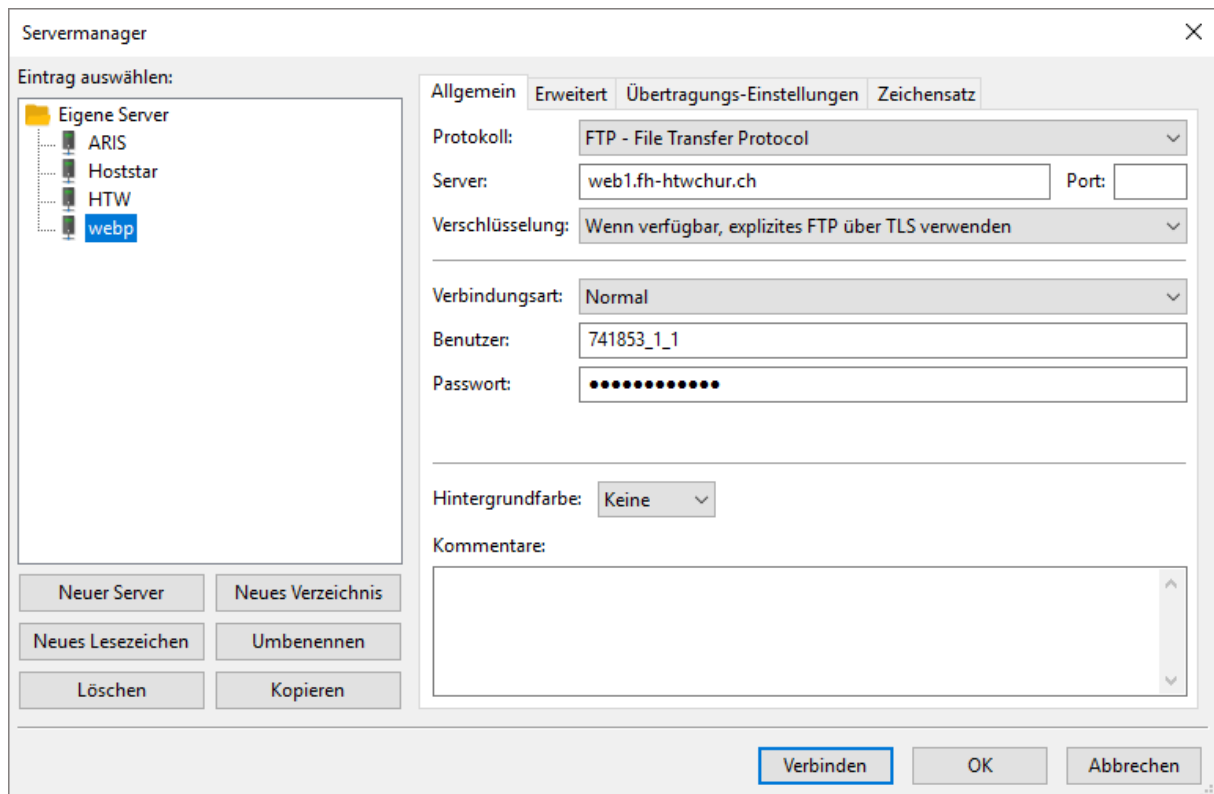 Servermanager
Eintrag auswählen:
Eigene Server
ARIS
Hoststar
HTW
webp
Neuer Server Neues Verzeichnis
Neues Lesezeichen Umbenennen
Löschen Kopieren
Allgemein Erweitert Übertragungs-Einstellungen Zeichensatz
Protokoll: FTP - File Transfer Protocol
Server: web1.fh-htwchur.ch Port:
Verschlüsselung: Wenn verfügbar, explizites FTP über TLS verwenden
Verbindungsart: Normal
Benutzer: 741853_1_1
Passwort: ●●●●●●●●●●●●
Hintergrundfarbe: Keine
Kommentare:
Verbinden OK Abbrechen